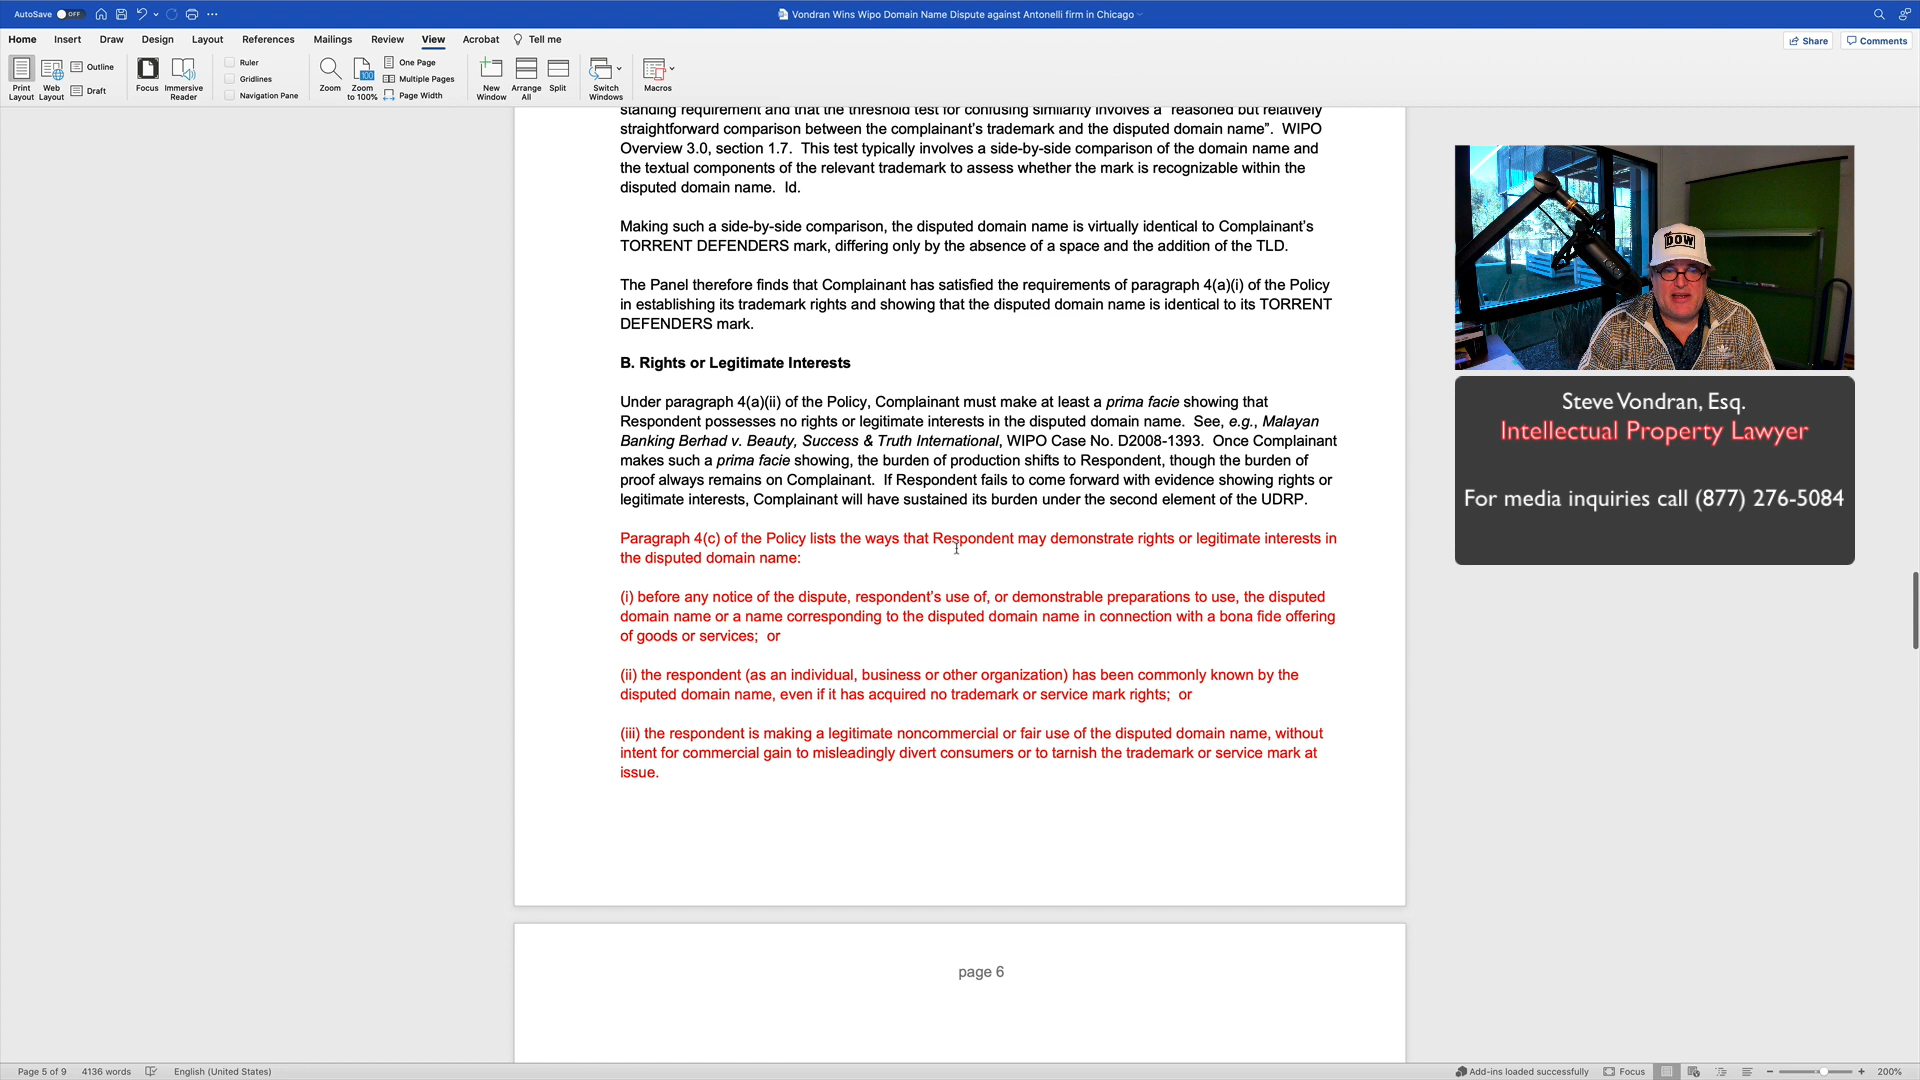 AutoSave OFF
Vondran Wins Wipo Domain Name Dispute against Antonelli firm in Chicago
Home Insert Draw Design Layout References Mailings Review View Acrobat Tell me
Share Comments
Print Layout
Web Layout
Outline
Draft
Focus
Immersive Reader
Ruler
Gridlines
Navigation Pane
Zoom
Zoom to 100%
100
One Page
Multiple Pages
Page Width
New Window
Arrange All
Split
Switch Windows
Macros
standing requirement and that the threshold test for confusing similarity involves a "reasoned but relatively
straightforward comparison between the complainant's trademark and the disputed domain name". WIPO
Overview 3.0, section 1.7. This test typically involves a side-by-side comparison of the domain name and
the textual components of the relevant trademark to assess whether the mark is recognizable within the
disputed domain name. Id.
Making such a side-by-side comparison, the disputed domain name is virtually identical to Complainant's
TORRENT DEFENDERS mark, differing only by the absence of a space and the addition of the TLD.
The Panel therefore finds that Complainant has satisfied the requirements of paragraph 4(a)(i) of the Policy
in establishing its trademark rights and showing that the disputed domain name is identical to its TORRENT
DEFENDERS mark.
B. Rights or Legitimate Interests
Under paragraph 4(a)(ii) of the Policy, Complainant must make at least a prima facie showing that
Respondent possesses no rights or legitimate interests in the disputed domain name. See, e.g., Malayan
Banking Berhad v. Beauty, Success & Truth International, WIPO Case No. D2008-1393. Once Complainant
makes such a prima facie showing, the burden of production shifts to Respondent, though the burden of
proof always remains on Complainant. If Respondent fails to come forward with evidence showing rights or
legitimate interests, Complainant will have sustained its burden under the second element of the UDRP.
Paragraph 4(c) of the Policy lists the ways that Respondent may demonstrate rights or legitimate interests in
the disputed domain name:
(i) before any notice of the dispute, respondent's use of, or demonstrable preparations to use, the disputed
domain name or a name corresponding to the disputed domain name in connection with a bona fide offering
of goods or services; or
(ii) the respondent (as an individual, business or other organization) has been commonly known by the
disputed domain name, even if it has acquired no trademark or service mark rights; or
(iii) the respondent is making a legitimate noncommercial or fair use of the disputed domain name, without
intent for commercial gain to misleadingly divert consumers or to tarnish the trademark or service mark at
issue.
page 6
DOW
Steve Vondran, Esq.
Intellectual Property Lawyer
For media inquiries call (877) 276-5084
Page 5 of 9 4136 words English (United States)
Add-ins loaded successfully Focus 200%